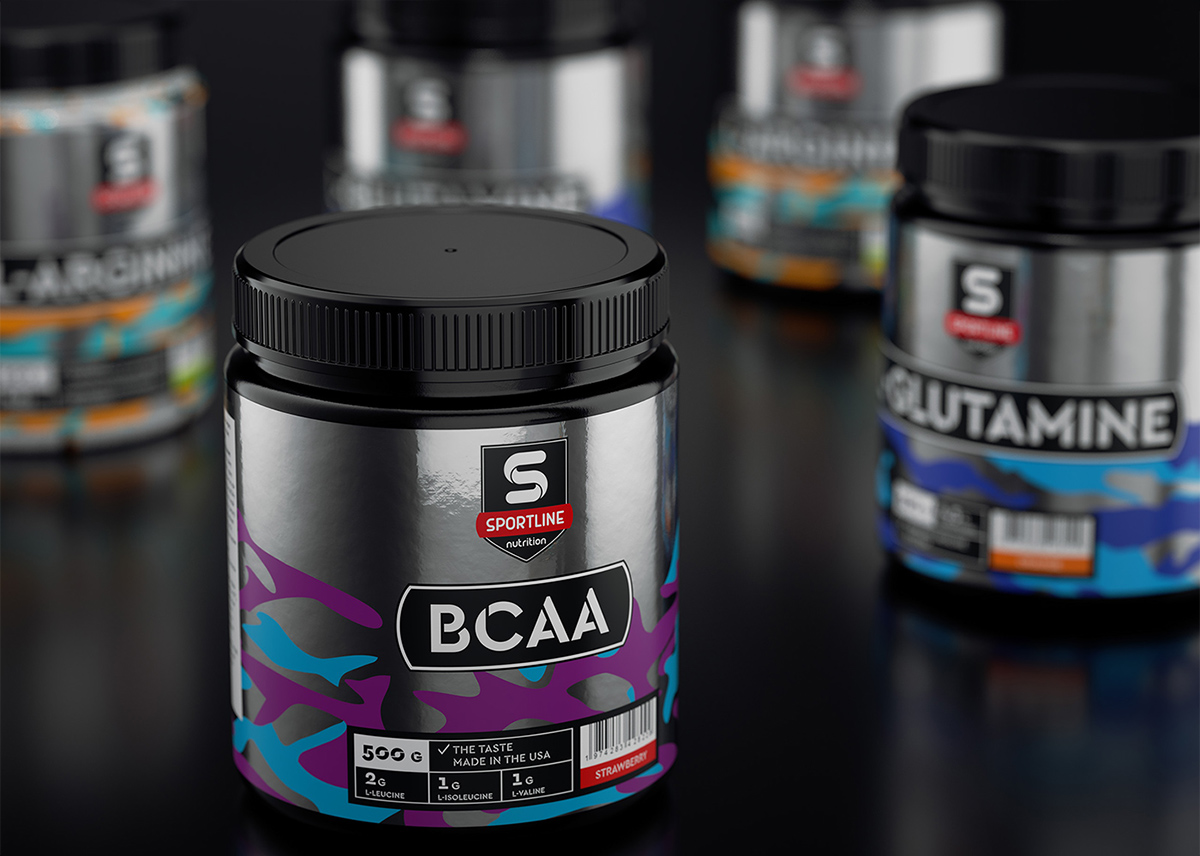 S
SPORTLINE
nutrition
BCAA
500 G
✓ THE TASTE
MADE IN THE USA
2G
L-LEUCINE
1G
L-ISOLEUCINE
1G
L-VALINE
STRAWBERRY
S
SPORTLINE
L-GLUTAMINE
S
L-ARGININE
S
GLUTAMINE
S